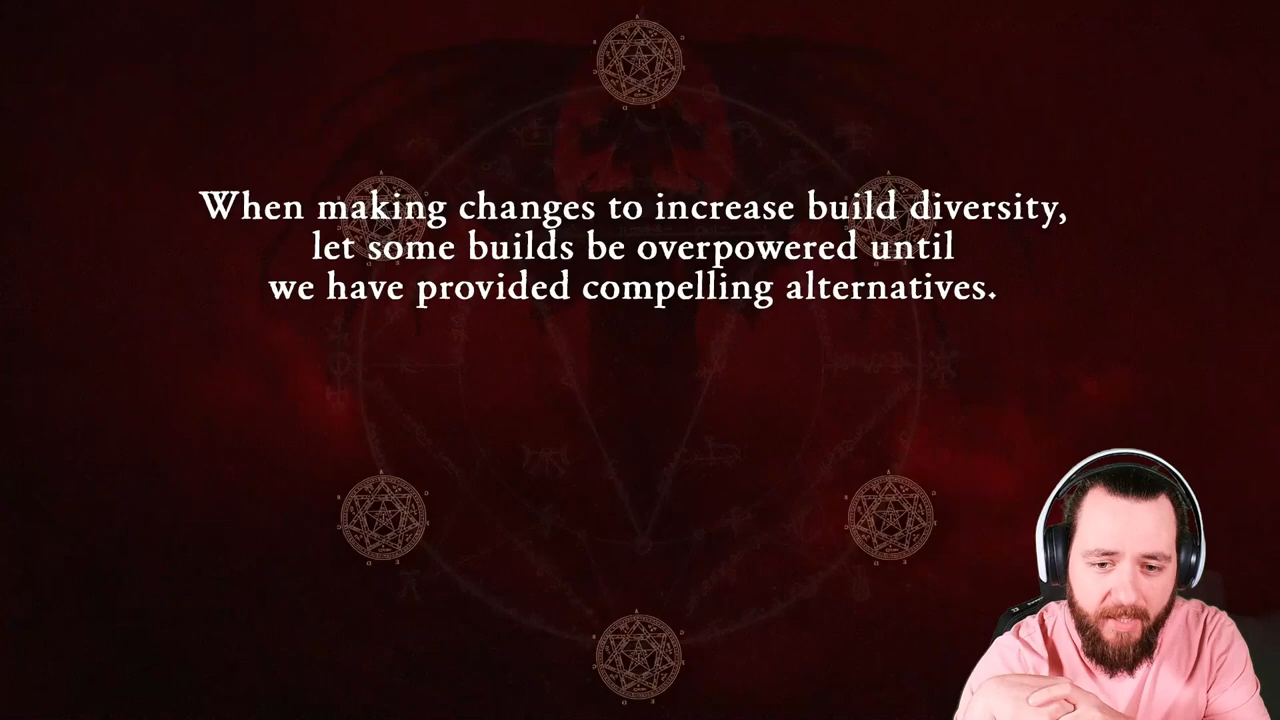 When making changes to increase build diversity,
let some builds be overpowered until
we have provided compelling alternatives.